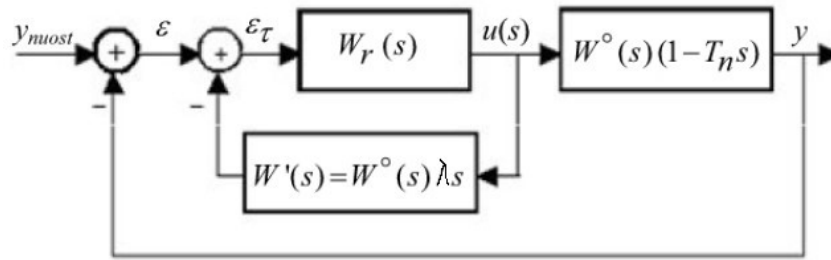 y_nuost + ε + ε_τ W_r (s) u(s) W°(s)(1−T_n s) y
− −
W'(s)=W°(s) λs